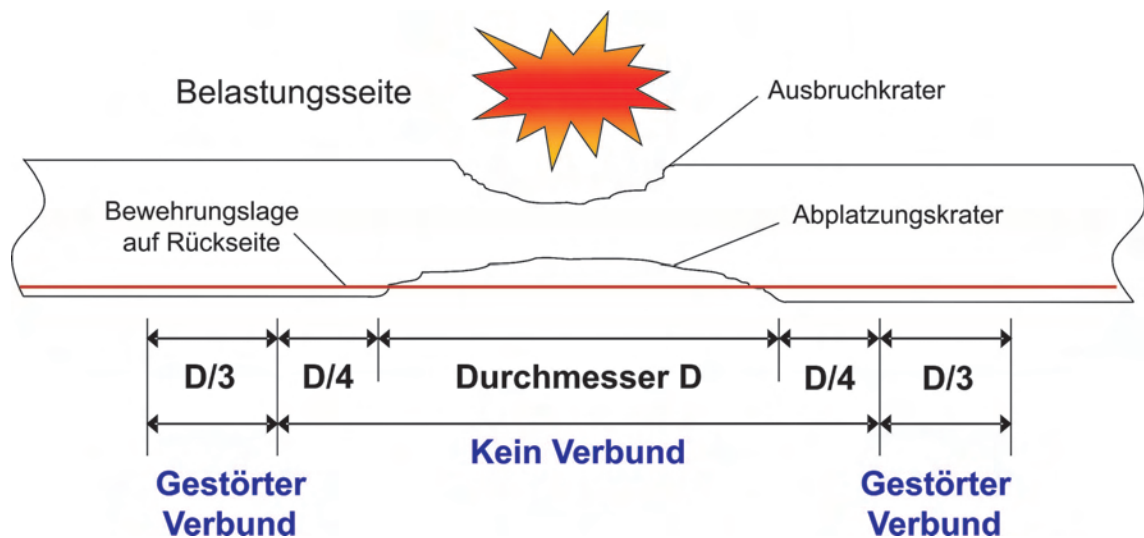 Belastungsseite
Ausbruchkrater
Bewehrungslage
auf Rückseite
Abplatzungskrater
D/3 D/4 Durchmesser D D/4 D/3
Kein Verbund
Gestörter
Verbund
Gestörter
Verbund